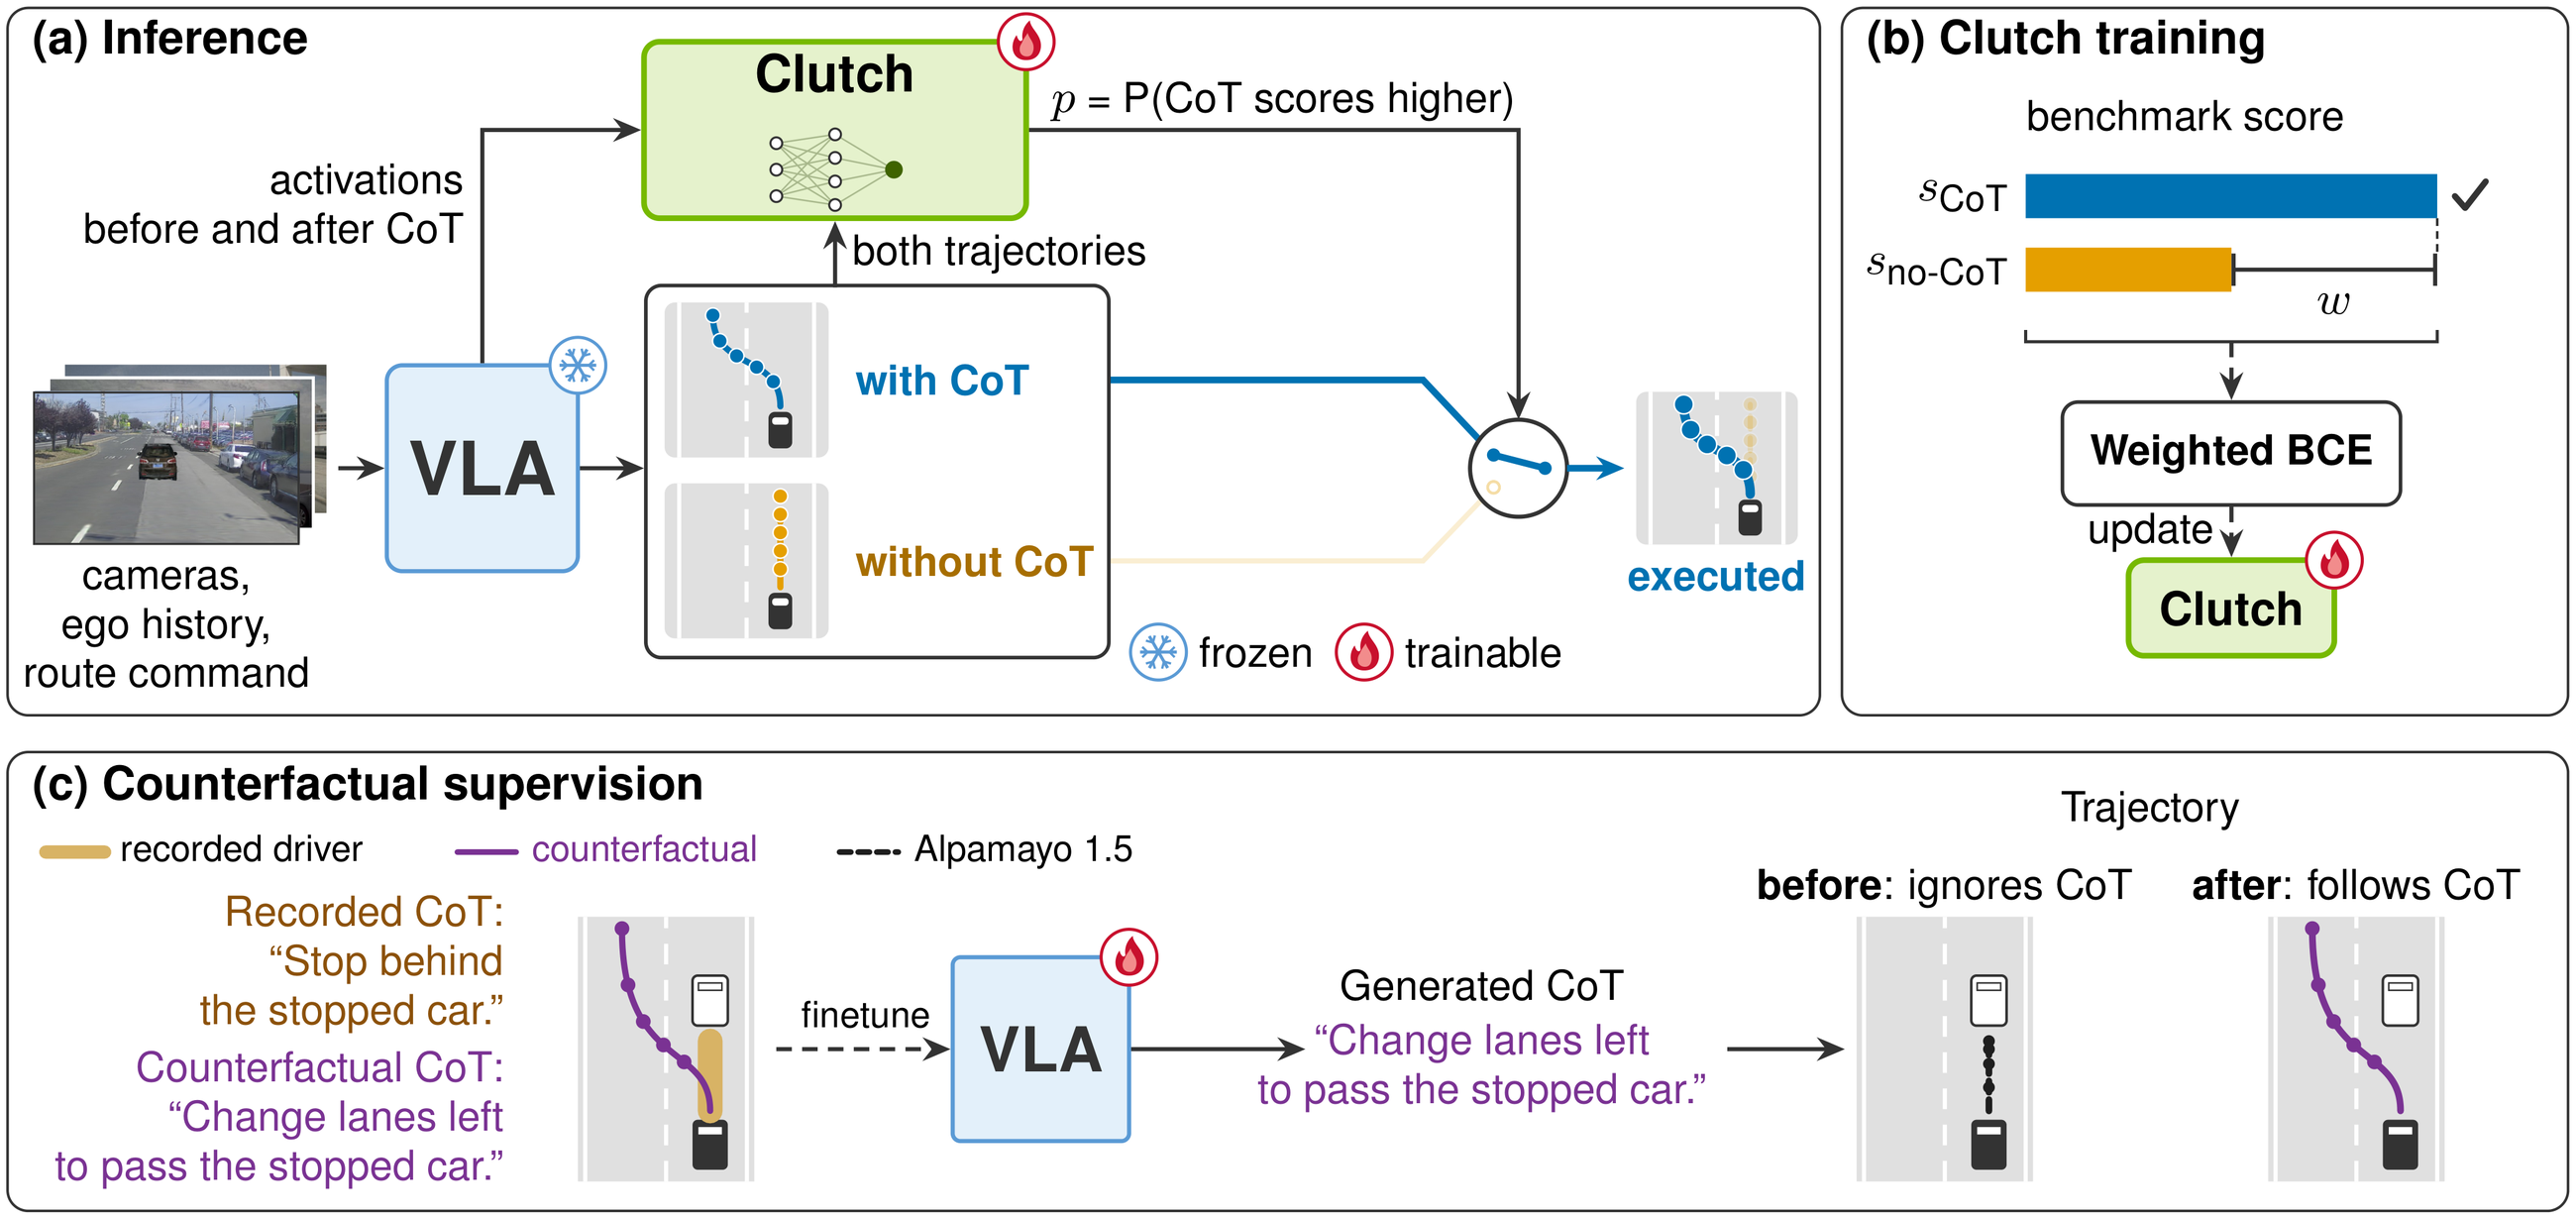 (a) Inference
Clutch
p = P(CoT scores higher)
activations
before and after CoT
both trajectories
VLA
with CoT
without CoT
executed
cameras,
ego history,
route command
frozen
trainable
(b) Clutch training
benchmark score
sCoT
sno-CoT
w
Weighted BCE
update
Clutch
(c) Counterfactual supervision
recorded driver
counterfactual
Alpamayo 1.5
Recorded CoT:
“Stop behind
the stopped car.”
Counterfactual CoT:
“Change lanes left
to pass the stopped car.”
finetune
VLA
Generated CoT
“Change lanes left
to pass the stopped car.”
Trajectory
before: ignores CoT
after: follows CoT